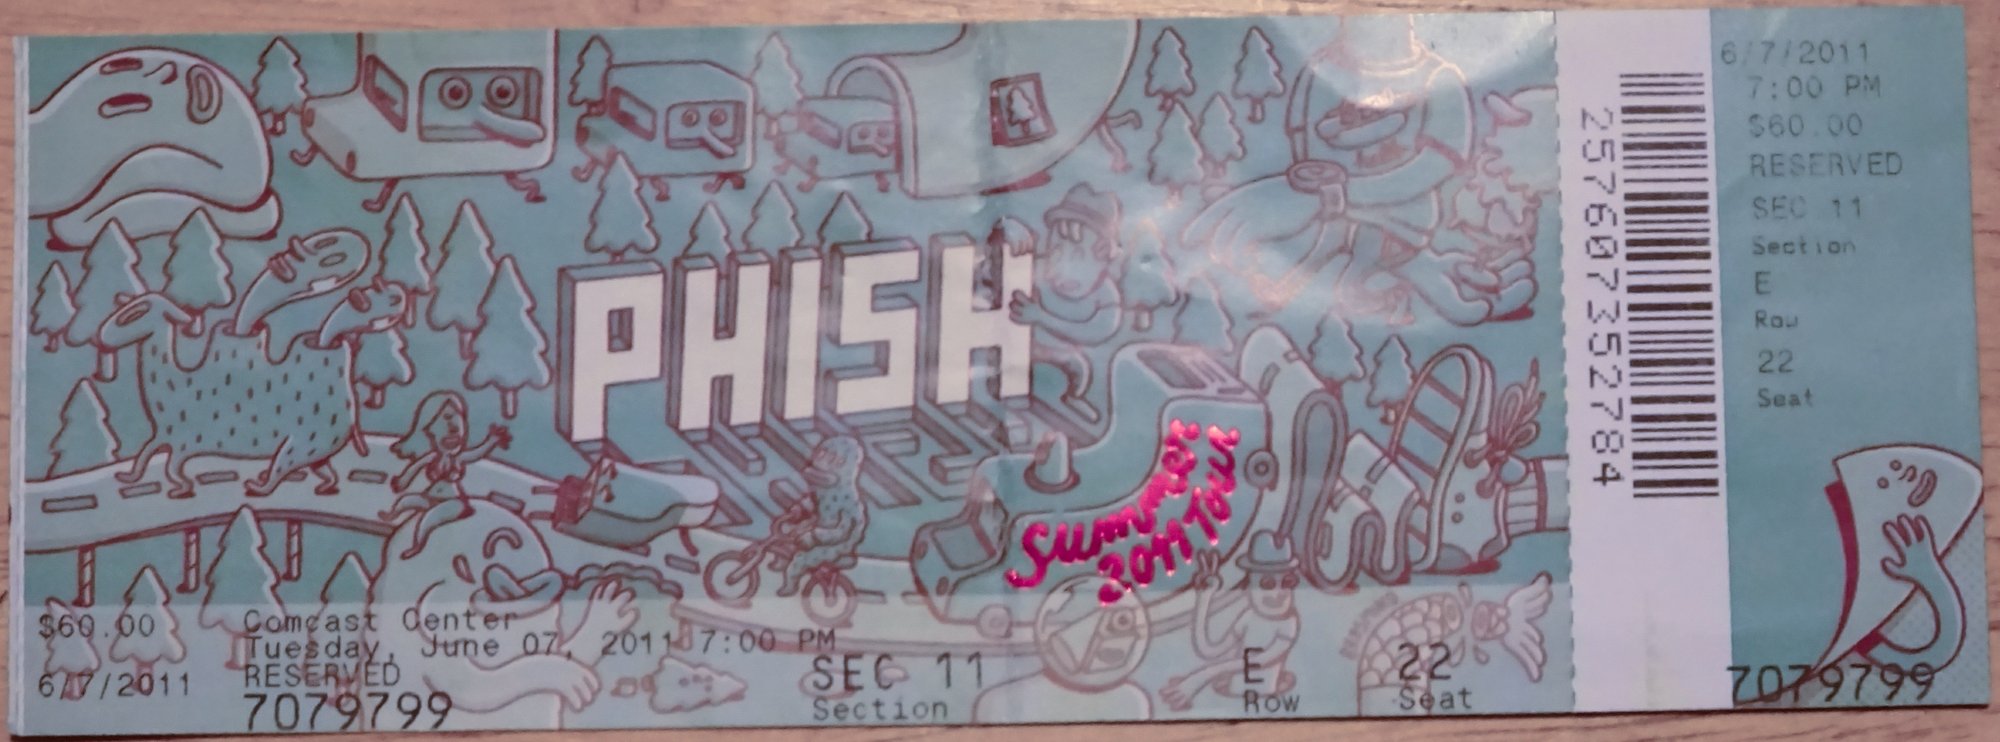 PHISH
Summer
2011 Tour
$60.00
6/7/2011
Comcast Center
Tuesday, June 07, 2011 7:00 PM
RESERVED
7079799
SEC 11
Section
E
Row
22
Seat
257607352784
6/7/2011
7:00 PM
$60.00
RESERVED
SEC 11
Section
E
Row
22
Seat
7079799